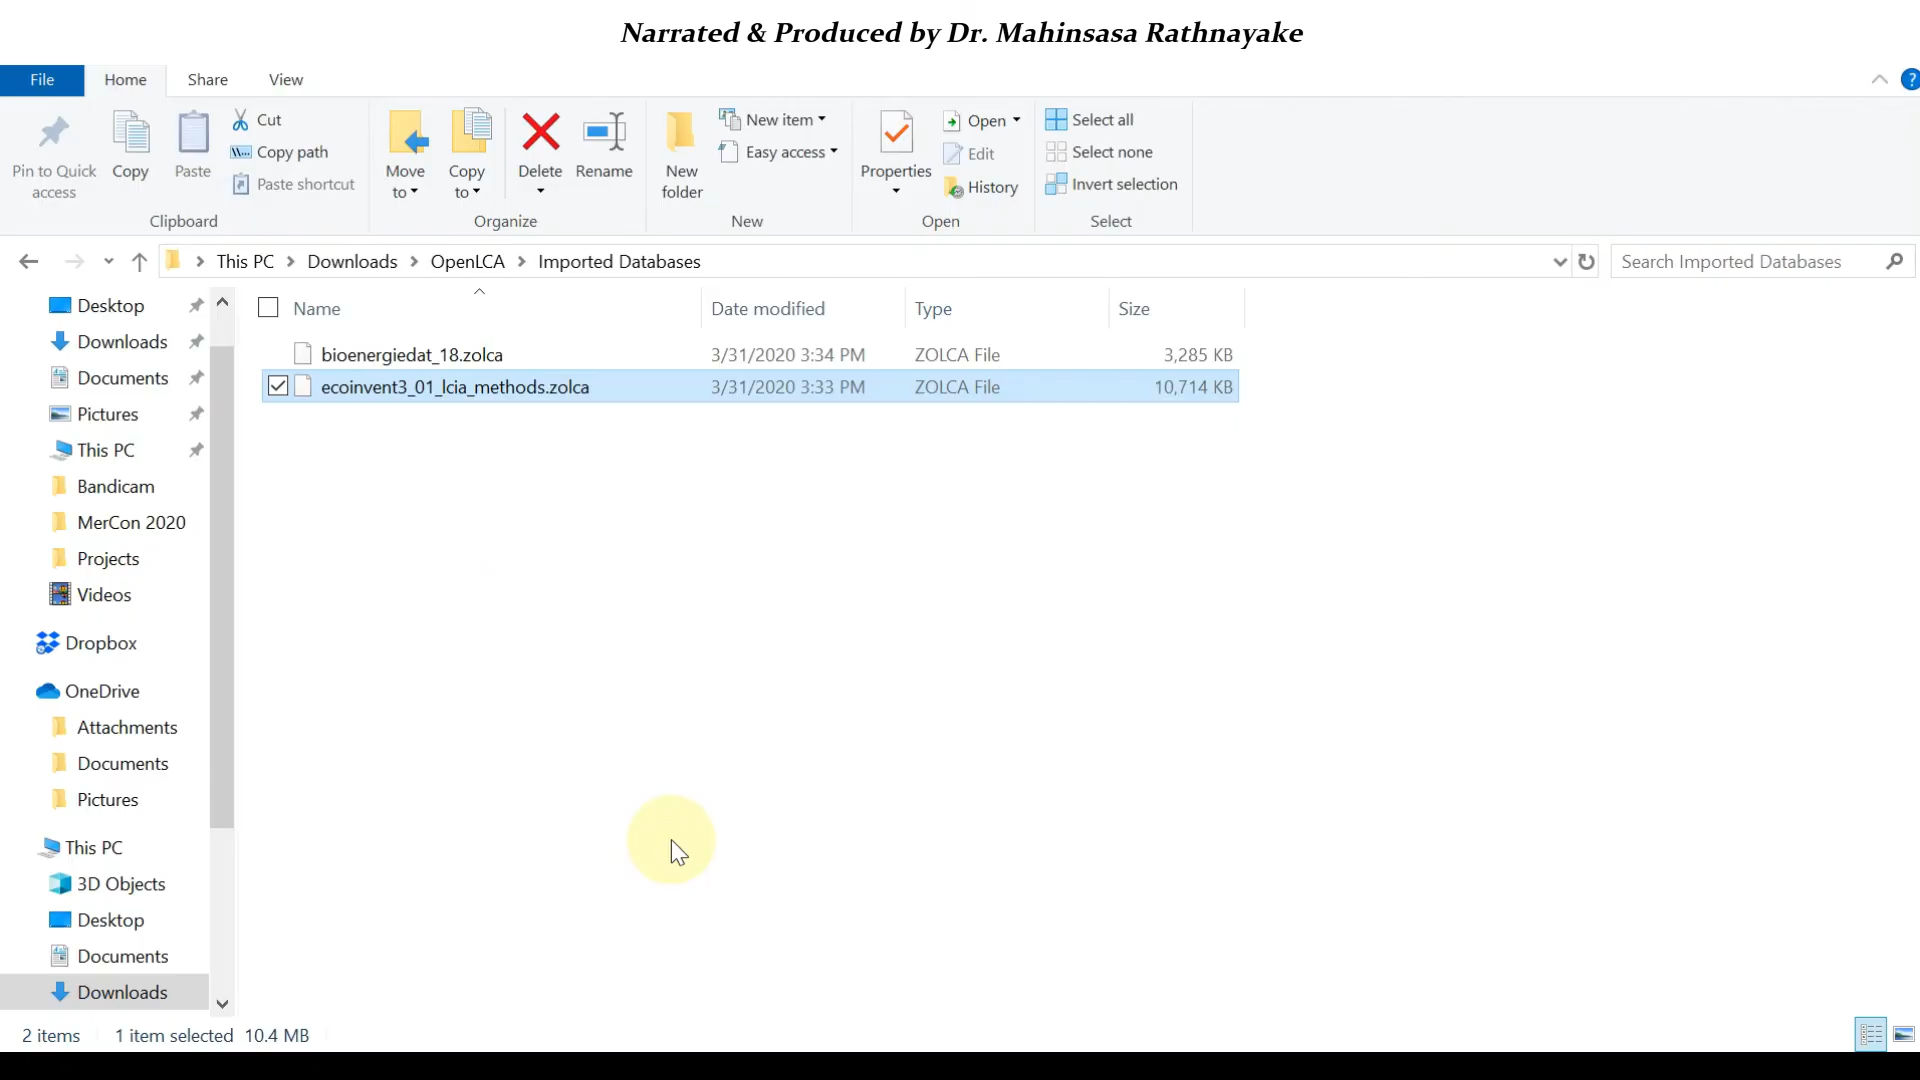 Narrated & Produced by Dr. Mahinsasa Rathnayake
File Home Share View
Pin to Quick access
Copy
Paste
Cut
Copy path
Paste shortcut
Clipboard
Move to
Copy to
Delete
Rename
Organize
New folder
New item
Easy access
New
Properties
Open
Edit
History
Open
Select all
Select none
Invert selection
Select
This PC > Downloads > OpenLCA > Imported Databases
Search Imported Databases
Desktop
Downloads
Documents
Pictures
This PC
Bandicam
MerCon 2020
Projects
Videos
Dropbox
OneDrive
Attachments
Documents
Pictures
This PC
3D Objects
Desktop
Documents
Downloads
Name Date modified Type Size
bioenergiedat_18.zolca 3/31/2020 3:34 PM ZOLCA File 3,285 KB
ecoinvent3_01_lcia_methods.zolca 3/31/2020 3:33 PM ZOLCA File 10,714 KB
2 items 1 item selected 10.4 MB